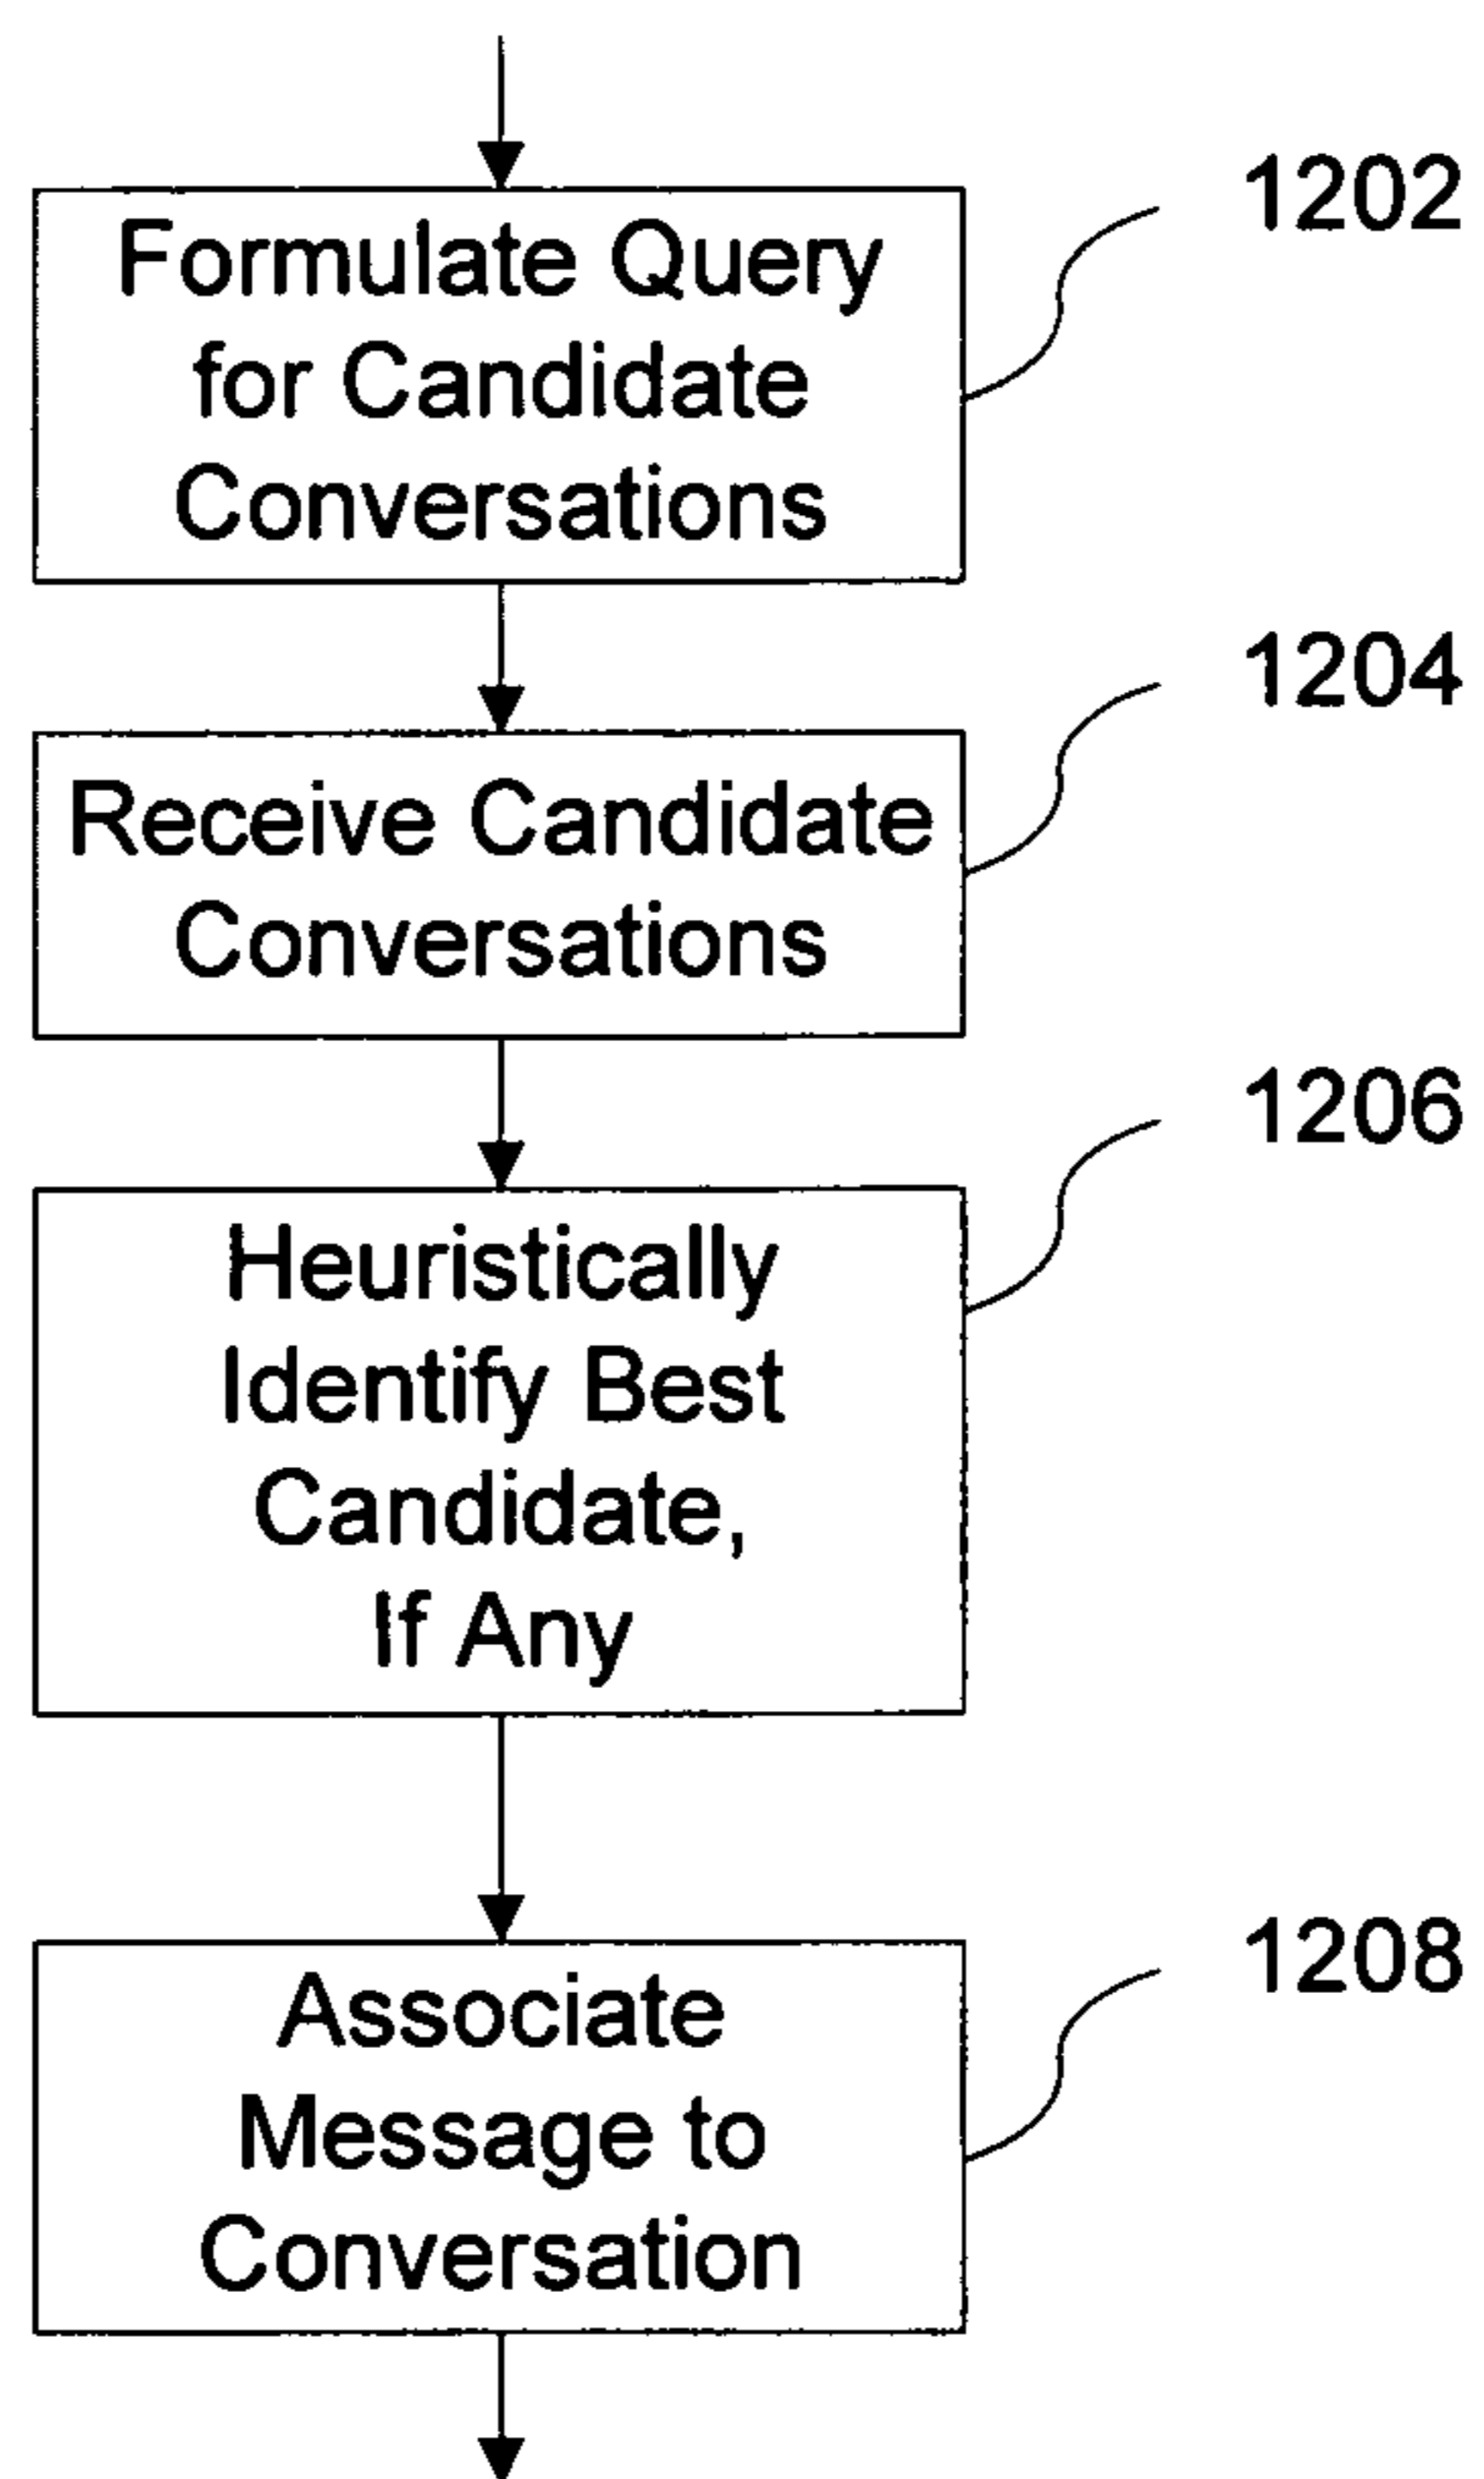 1202
Formulate Query
for Candidate
Conversations
1204
Receive Candidate
Conversations
1206
Heuristically
Identify Best
Candidate,
If Any
1208
Associate
Message to
Conversation